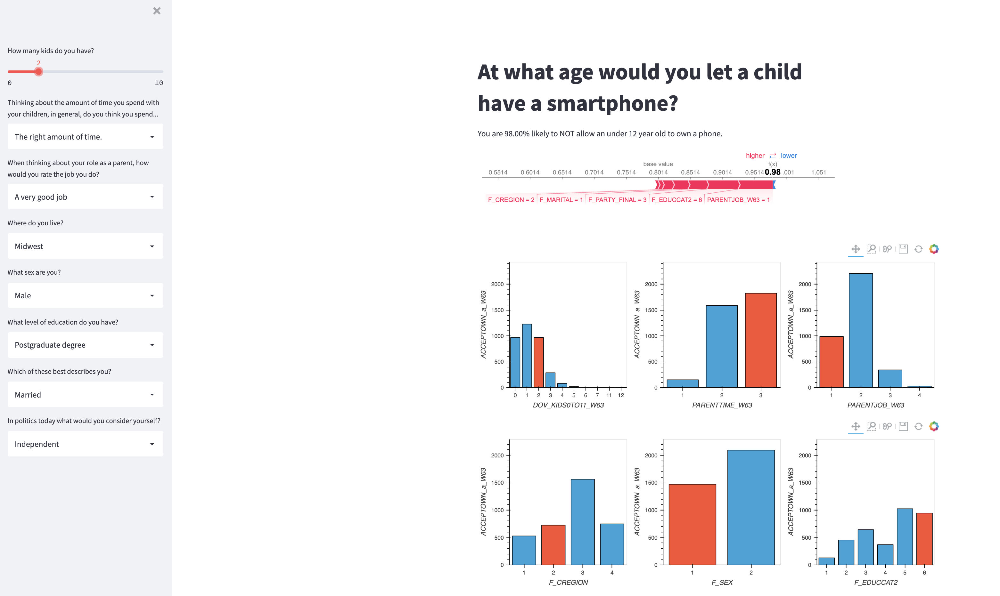 How many kids do you have?
2
0 10
Thinking about the amount of time you spend with
your children, in general, do you think you spend...
The right amount of time.
When thinking about your role as a parent, how
would you rate the job you do?
A very good job
Where do you live?
Midwest
What sex are you?
Male
What level of education do you have?
Postgraduate degree
Which of these best describes you?
Married
In politics today what would you consider yourself?
Independent
At what age would you let a child
have a smartphone?
You are 98.00% likely to NOT allow an under 12 year old to own a phone.
higher lower
base value f(x)
0.5514 0.6014 0.6514 0.7014 0.7514 0.8014 0.8514 0.9014 0.9514 0.98 .001 1.051
F_CREGION = 2 F_MARITAL = 1 F_PARTY_FINAL = 3 F_EDUCCAT2 = 6 PARENTJOB_W63 = 1
ACCEPTOWN_a_W63
2000
1500
1000
500
0
0 1 2 3 4 5 6 7 11 12
DOV_KIDS0TO11_W63
ACCEPTOWN_a_W63
2000
1500
1000
500
0
1 2 3
PARENTTIME_W63
ACCEPTOWN_a_W63
2000
1500
1000
500
0
1 2 3 4
PARENTJOB_W63
ACCEPTOWN_a_W63
2000
1500
1000
500
0
1 2 3 4
F_CREGION
ACCEPTOWN_a_W63
2000
1500
1000
500
0
1 2
F_SEX
ACCEPTOWN_a_W63
2000
1500
1000
500
0
1 2 3 4 5 6
F_EDUCCAT2